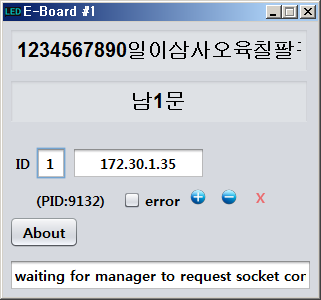 LED E-Board #1
1234567890일이삼사오육칠팔
남1문
ID 1 172.30.1.35
(PID:9132) error X
About
waiting for manager to request socket cor